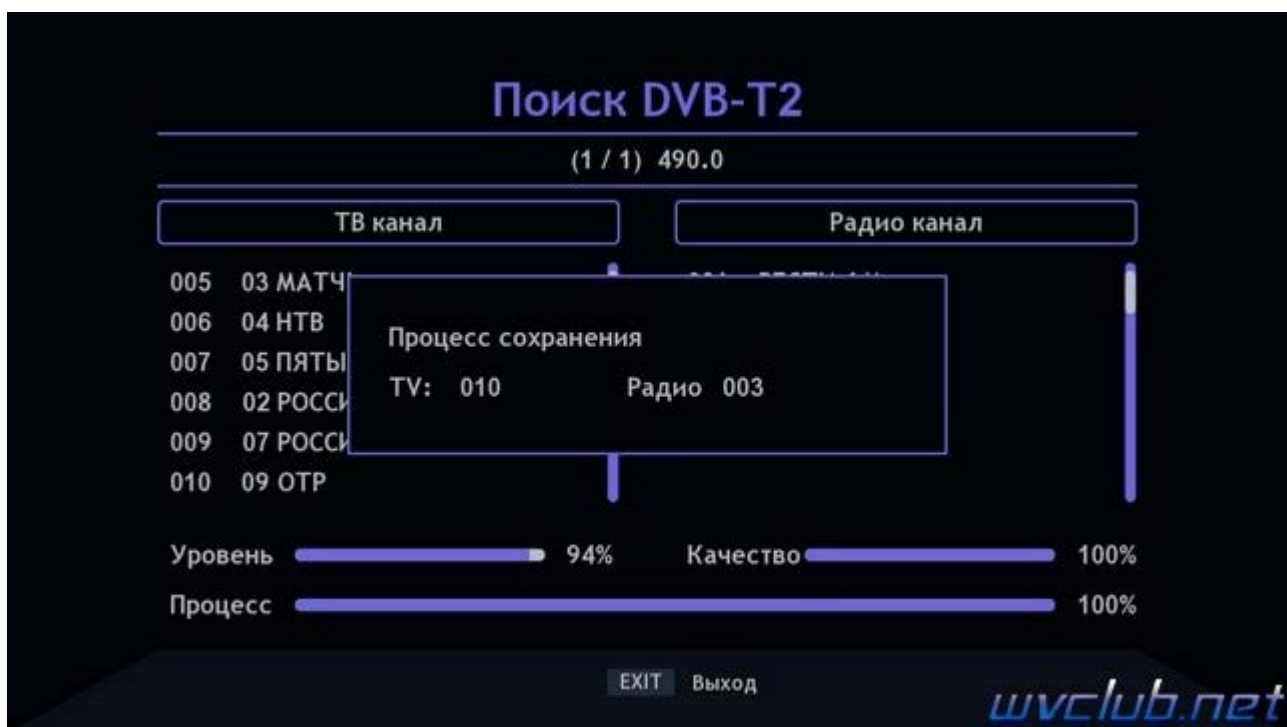 Поиск DVB-T2
(1 / 1) 490.0
ТВ канал
Радио канал
005 03 МАТЧ
006 04 НТВ
007 05 ПЯТЫ
008 02 РОССИ
009 07 РОССИ
010 09 ОТР
Процесс сохранения
TV: 010 Радио 003
Уровень 94%
Качество 100%
Процесс 100%
EXIT Выход
wvclub.net